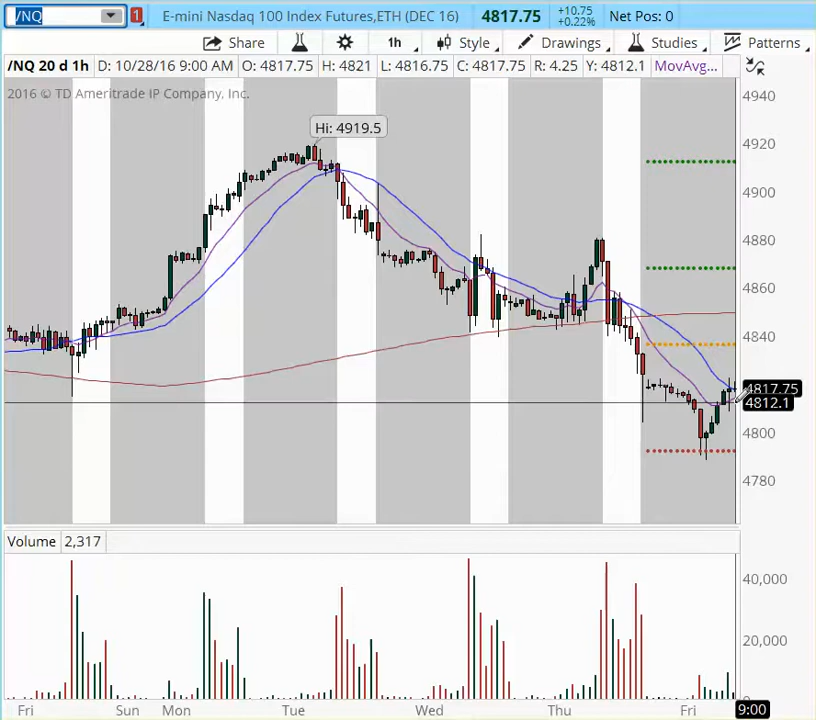 /NQ 1 E-mini Nasdaq 100 Index Futures,ETH (DEC 16) 4817.75 +10.75 +0.22% Net Pos: 0
Share 1h Style Drawings Studies Patterns
/NQ 20 d 1h D: 10/28/16 9:00 AM O: 4817.75 H: 4821 L: 4816.75 C: 4817.75 R: 4.25 Y: 4812.1 MovAvg...
2016 © TD Ameritrade IP Company, Inc.
4940
Hi: 4919.5
4920
4900
4880
4860
4840
4817.75
4812.1
4800
4780
Volume 2,317
40,000
20,000
0
Fri Sun Mon Tue Wed Thu Fri 9:00